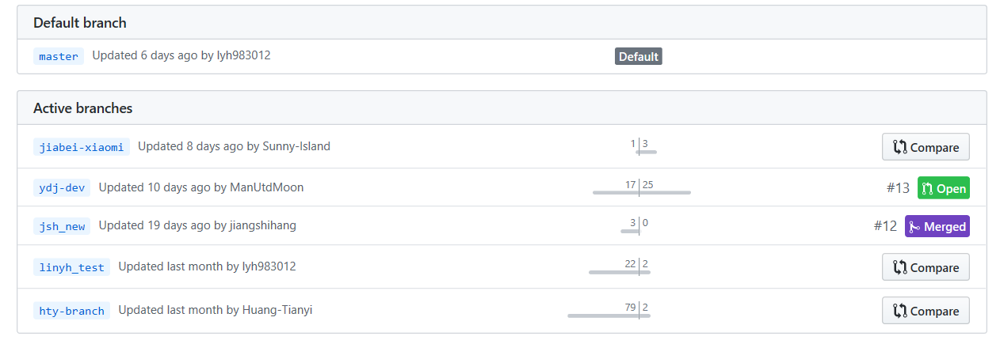 Default branch
master Updated 6 days ago by lyh983012 Default
Active branches
jiabei-xiaomi Updated 8 days ago by Sunny-Island 1 3 Compare
ydj-dev Updated 10 days ago by ManUtdMoon 17 25 #13 Open
jsh_new Updated 19 days ago by jiangshihang 3 0 #12 Merged
linyh_test Updated last month by lyh983012 22 2 Compare
hty-branch Updated last month by Huang-Tianyi 79 2 Compare